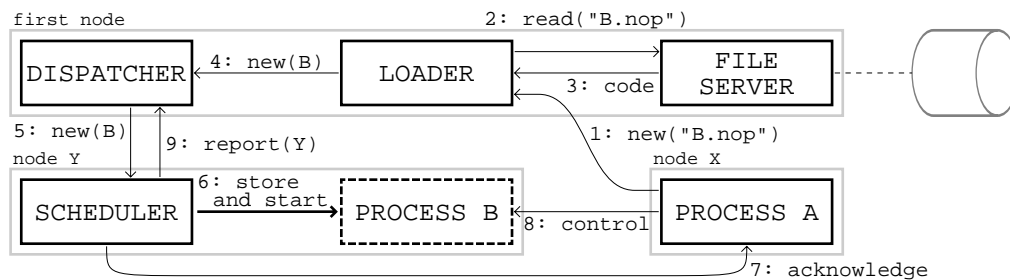 first node
2: read("B.nop")
DISPATCHER
4: new(B)
LOADER
3: code
FILE
SERVER
5: new(B)
9: report(Y)
1: new("B.nop")
node Y
node X
SCHEDULER
6: store
and start
PROCESS B
8: control
PROCESS A
7: acknowledge